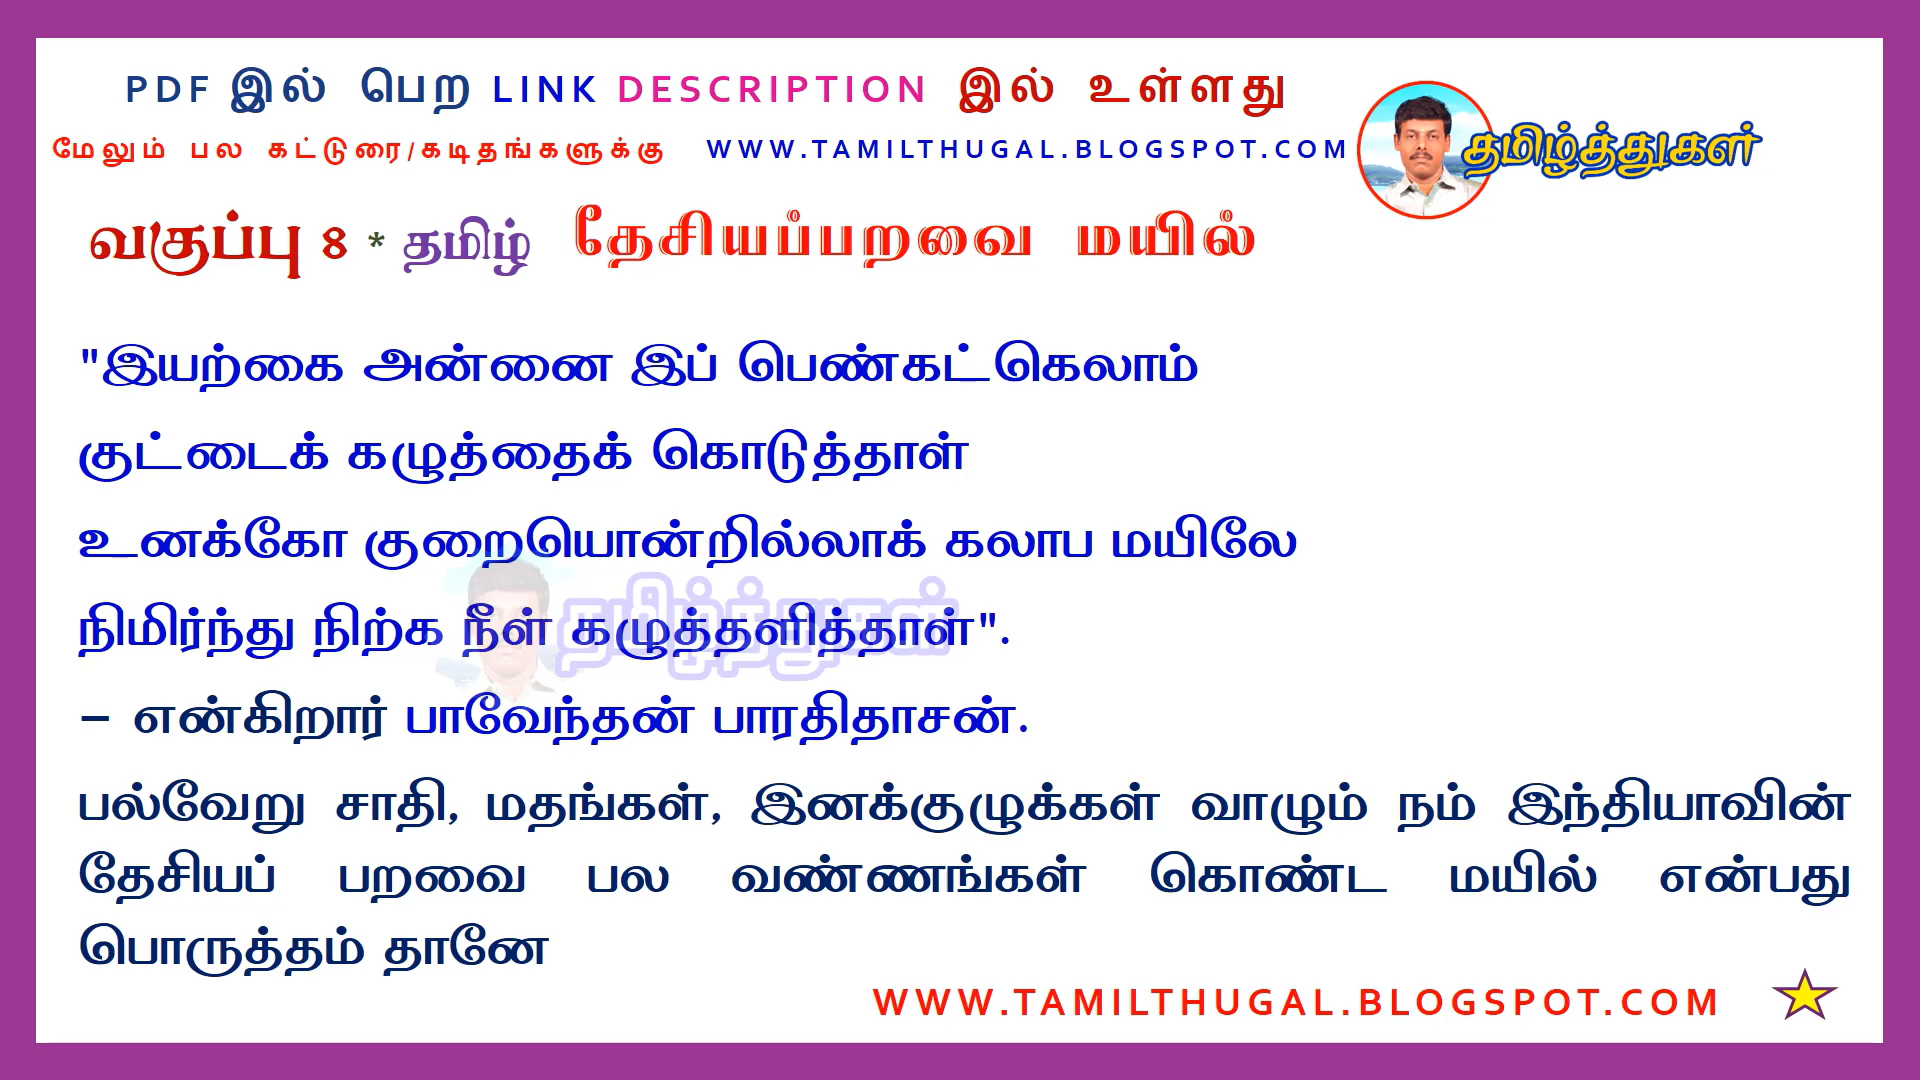 PDF இல் பெற LINK DESCRIPTION இல் உள்ளது
மேலும் பல கட்டுரை/கடிதங்களுக்கு WWW.TAMILTHUGAL.BLOGSPOT.COM
தமிழ்த்துகள்
வகுப்பு 8 * தமிழ் தேசியப்பறவை மயில்
"இயற்கை அன்னை இப் பெண்கட்கெலாம்
குட்டைக் கழுத்தைக் கொடுத்தாள்
உனக்கோ குறையொன்றில்லாக் கலாப மயிலே
நிமிர்ந்து நிற்க நீள் கழுத்தளித்தாள்".
தமிழ்த்துகள்
– என்கிறார் பாவேந்தன் பாரதிதாசன்.
பல்வேறு சாதி, மதங்கள், இனக்குழுக்கள் வாழும் நம் இந்தியாவின்
தேசியப் பறவை பல வண்ணங்கள் கொண்ட மயில் என்பது
பொருத்தம் தானே
WWW.TAMILTHUGAL.BLOGSPOT.COM